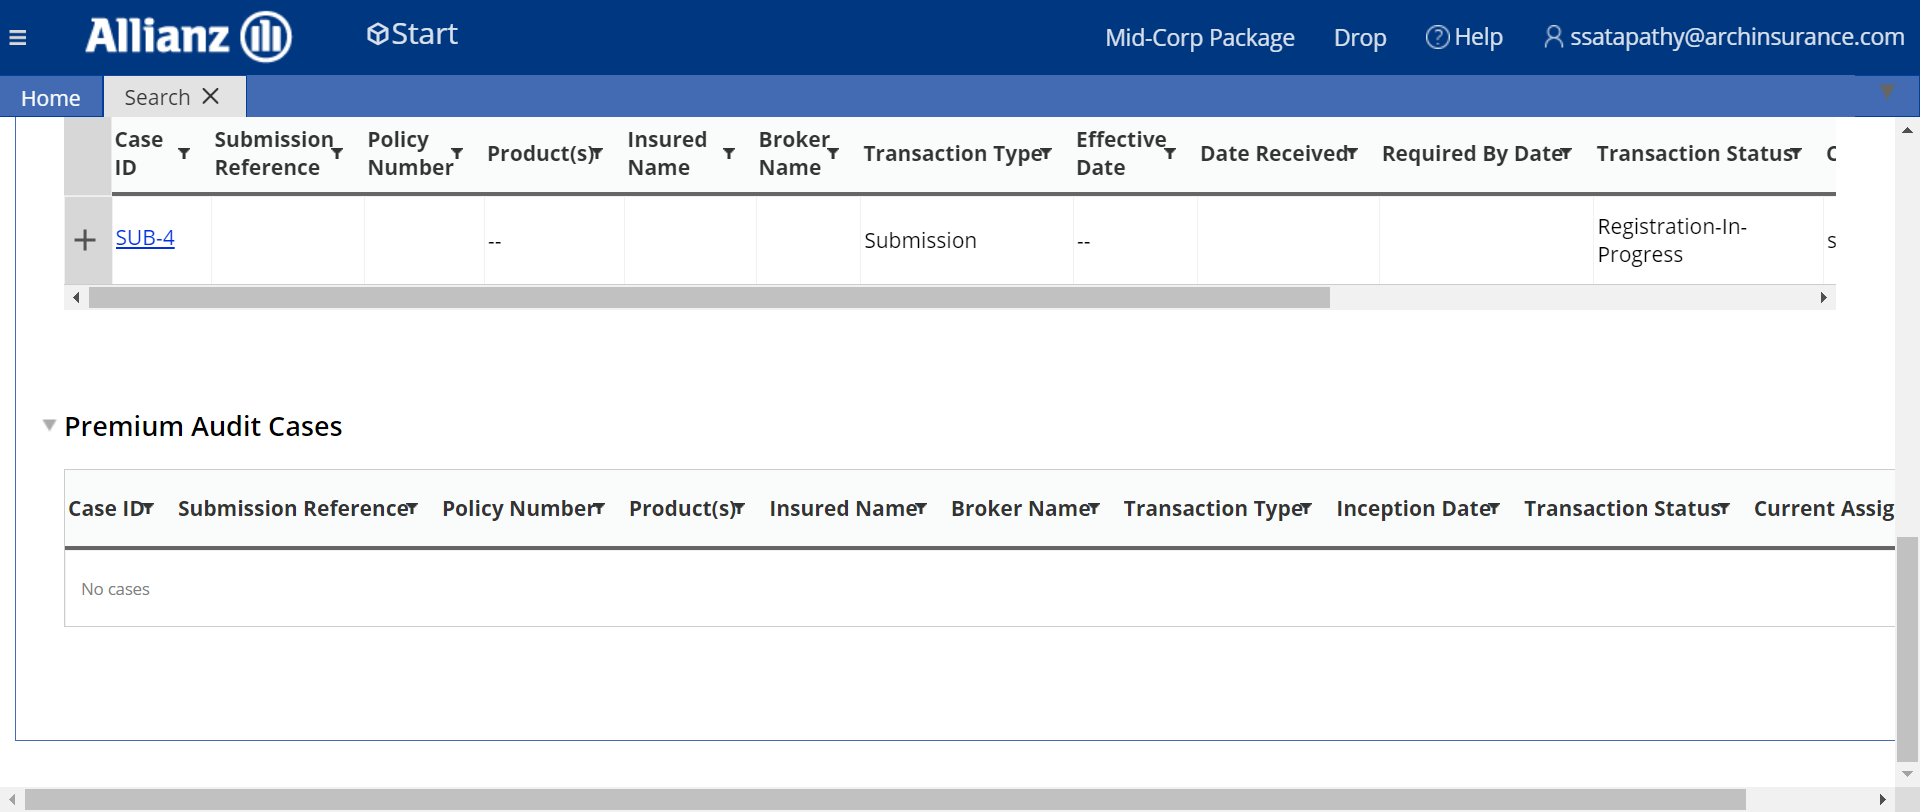 Allianz
Start
Mid-Corp Package
Drop
Help
ssatapathy@archinsurance.com
Home
Search
Case ID
Submission Reference
Policy Number
Product(s)
Insured Name
Broker Name
Transaction Type
Effective Date
Date Received
Required By Date
Transaction Status
C
SUB-4
--
Submission
--
Registration-In-
Progress
s
Premium Audit Cases
Case ID
Submission Reference
Policy Number
Product(s)
Insured Name
Broker Name
Transaction Type
Inception Date
Transaction Status
Current Assig
No cases